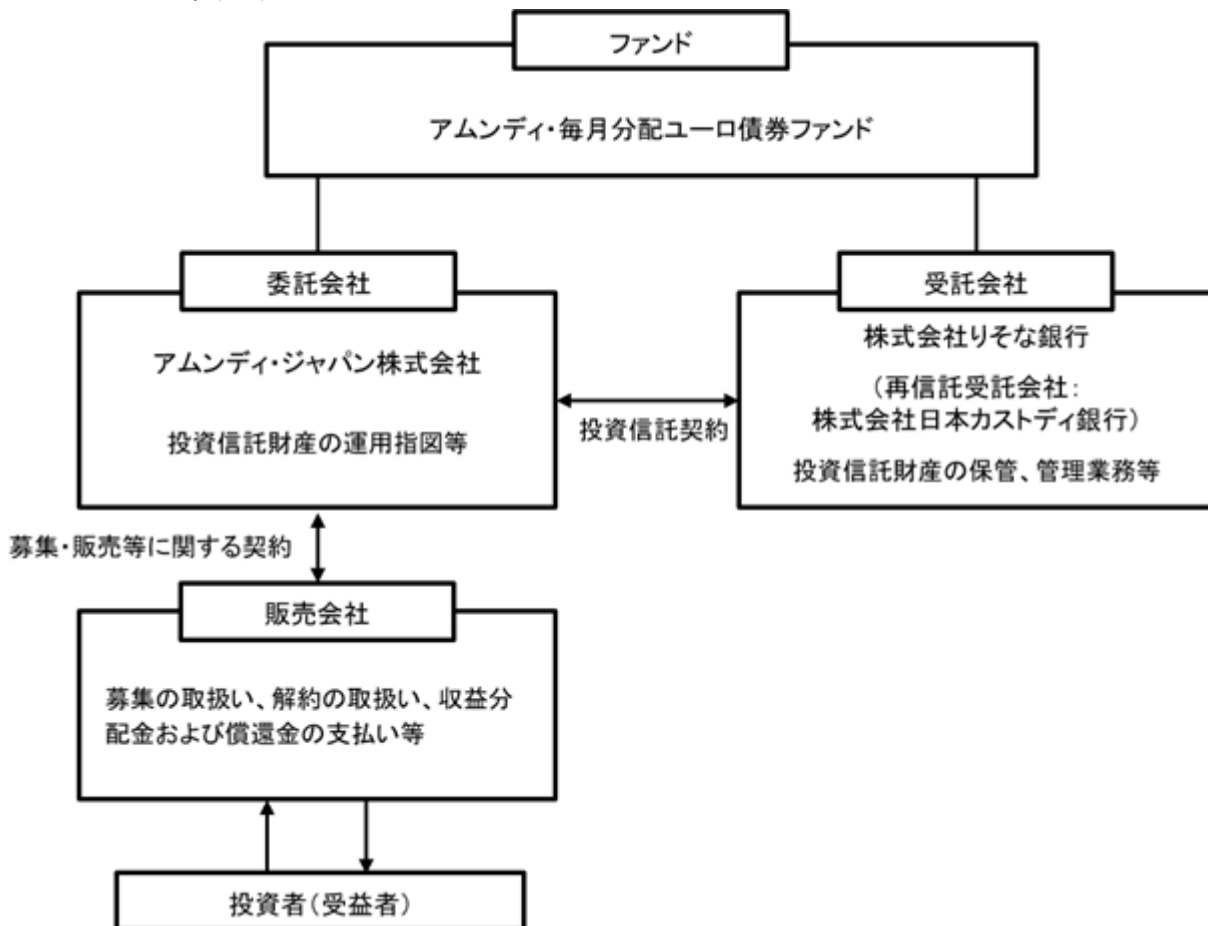 ファンド
アムンディ・毎月分配ユーロ債券ファンド
委託会社
アムンディ・ジャパン株式会社
投資信託財産の運用指図等
投資信託契約
受託会社
株式会社りそな銀行
（再信託受託会社：
株式会社日本カストディ銀行）
投資信託財産の保管、管理業務等
募集・販売等に関する契約
販売会社
募集の取扱い、解約の取扱い、収益分
配金および償還金の支払い等
投資者（受益者）